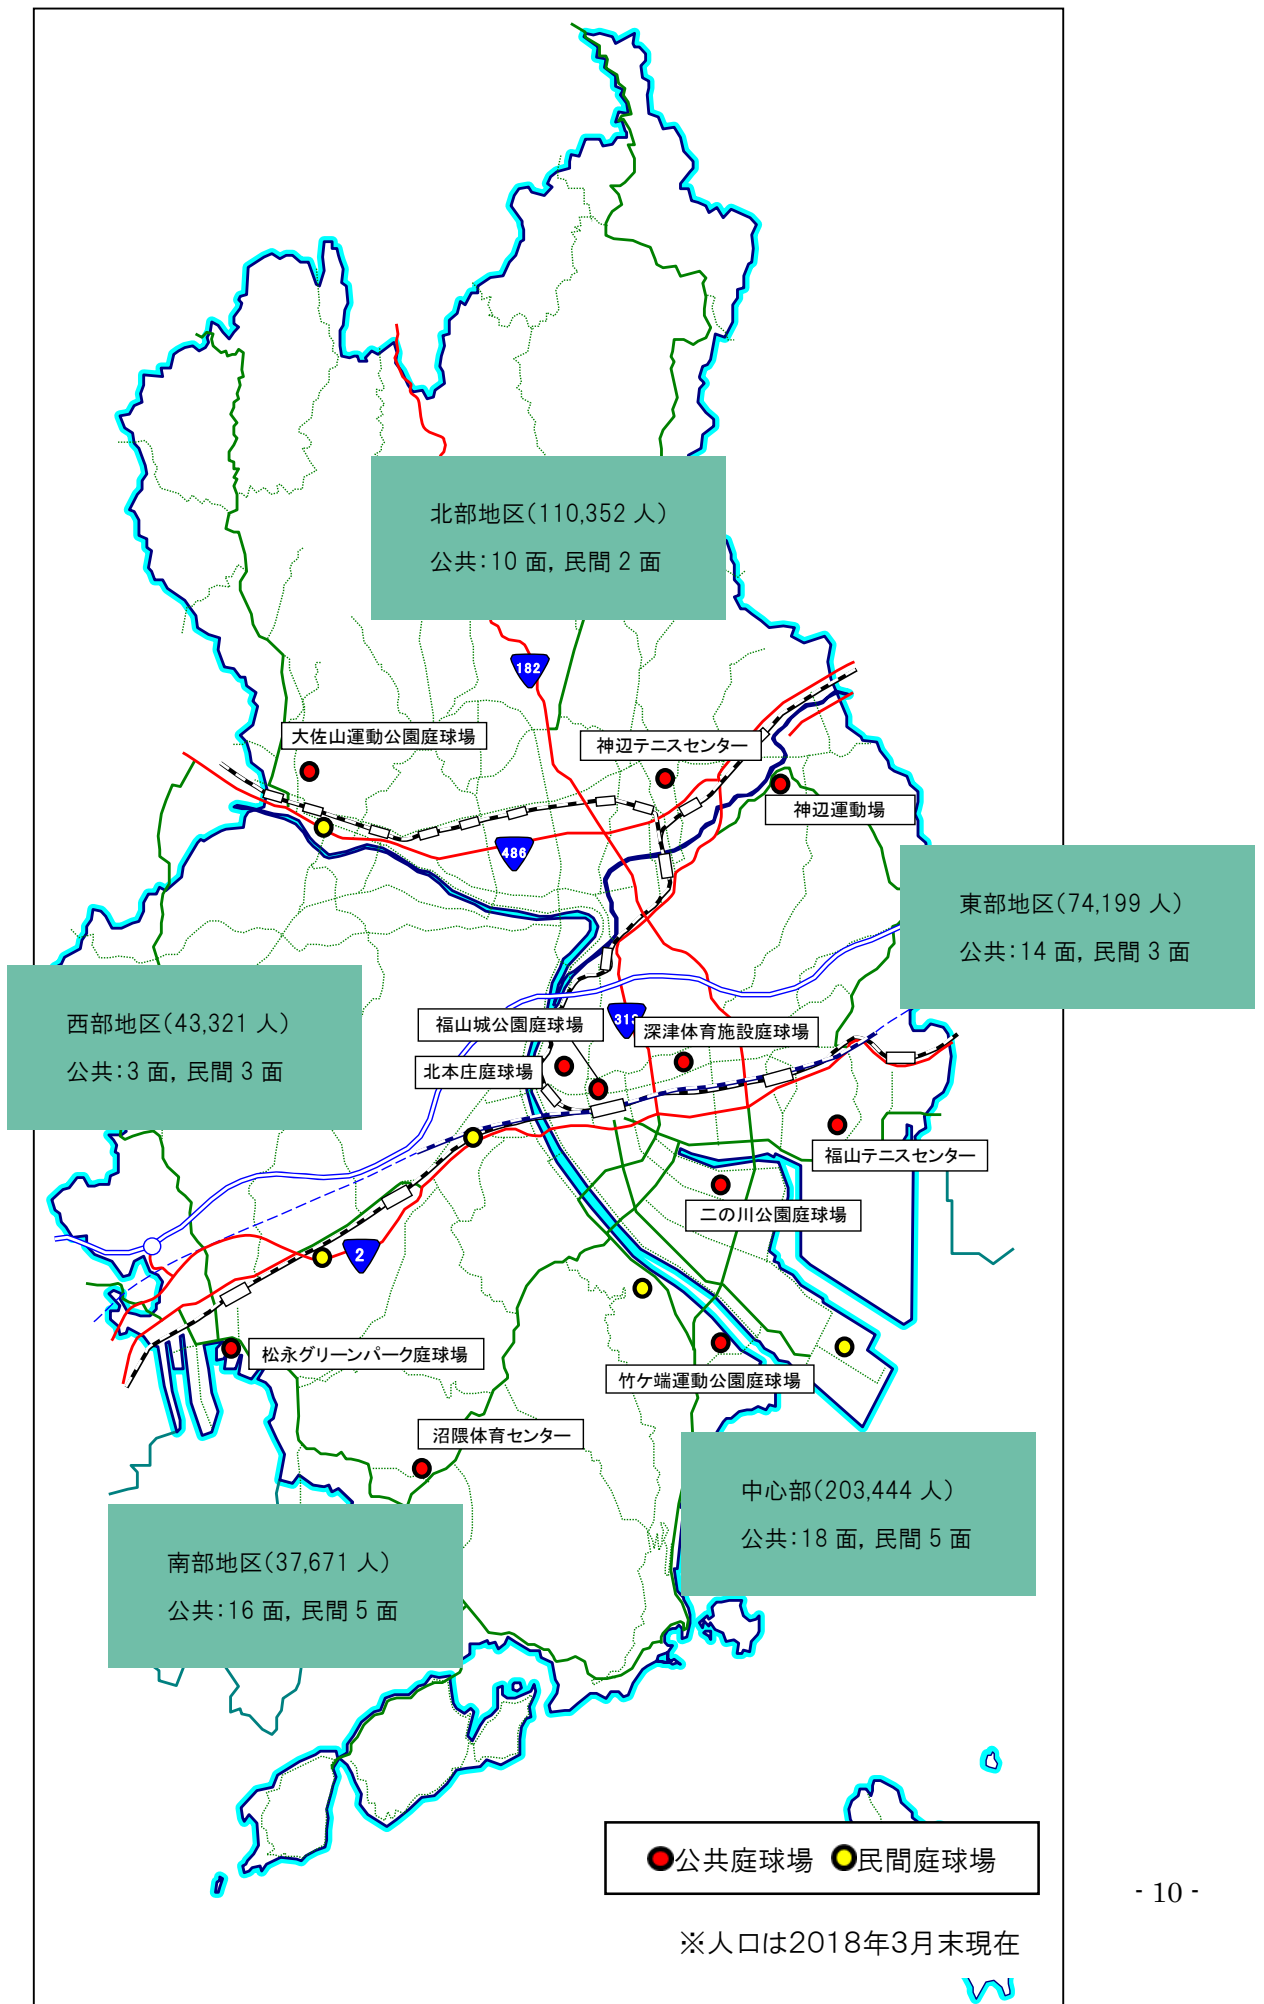 北部地区(110,352 人)
公共:10 面, 民間 2 面
182
大佐山運動公園庭球場
神辺テニスセンター
神辺運動場
486
東部地区(74,199 人)
公共:14 面, 民間 3 面
西部地区(43,321 人)
公共:3 面, 民間 3 面
福山城公園庭球場
313
深津体育施設庭球場
北本庄庭球場
福山テニスセンター
二の川公園庭球場
2
松永グリーンパーク庭球場
竹ケ端運動公園庭球場
沼隈体育センター
中心部(203,444 人)
公共:18 面, 民間 5 面
南部地区(37,671 人)
公共:16 面, 民間 5 面
公共庭球場 民間庭球場
- 10 -
※人口は2018年3月末現在